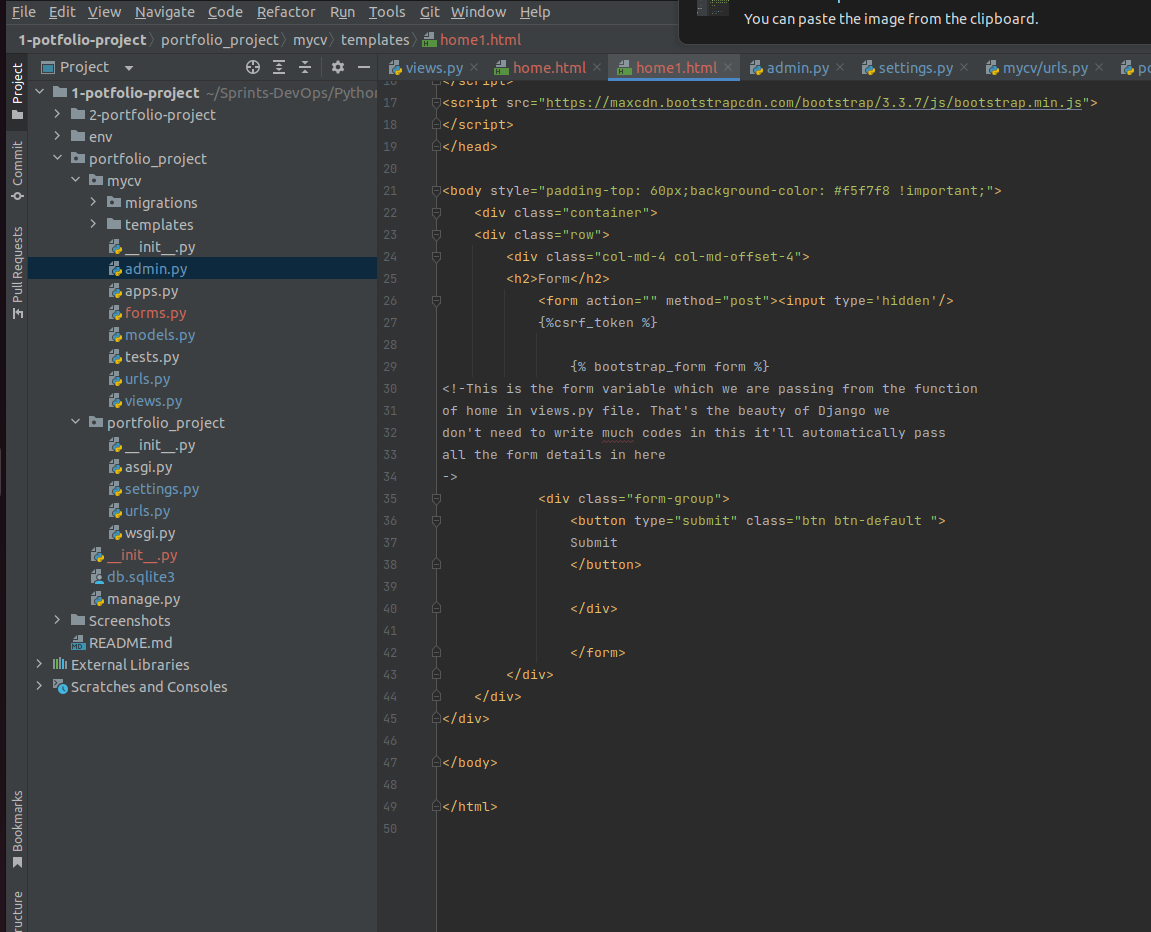 File Edit View Navigate Code Refactor Run Tools Git Window Help
You can paste the image from the clipboard.
1-potfolio-project portfolio_project mycv templates home1.html
Project
views.py home.html home1.html admin.py settings.py mycv/urls.py
Project
Commit
Pull Requests
Bookmarks
1-potfolio-project ~/Sprints-DevOps/Python
2-portfolio-project
env
portfolio_project
mycv
migrations
templates
__init__.py
admin.py
apps.py
forms.py
models.py
tests.py
urls.py
views.py
portfolio_project
__init__.py
asgi.py
settings.py
urls.py
wsgi.py
__init__.py
db.sqlite3
manage.py
Screenshots
README.md
External Libraries
Scratches and Consoles
17 <script src="https://maxcdn.bootstrapcdn.com/bootstrap/3.3.7/js/bootstrap.min.js">
18 </script>
19 </head>
20
21 <body style="padding-top: 60px;background-color: #f5f7f8 !important;">
22 <div class="container">
23 <div class="row">
24 <div class="col-md-4 col-md-offset-4">
25 <h2>Form</h2>
26 <form action="" method="post"><input type='hidden'/>
27 {%csrf_token %}
28
29 {% bootstrap_form form %}
30 <!-This is the form variable which we are passing from the function
31 of home in views.py file. That's the beauty of Django we
32 don't need to write much codes in this it'll automatically pass
33 all the form details in here
34 ->
35 <div class="form-group">
36 <button type="submit" class="btn btn-default ">
37 Submit
38 </button>
39
40 </div>
41
42 </form>
43 </div>
44 </div>
45 </div>
46
47 </body>
48
49 </html>
50